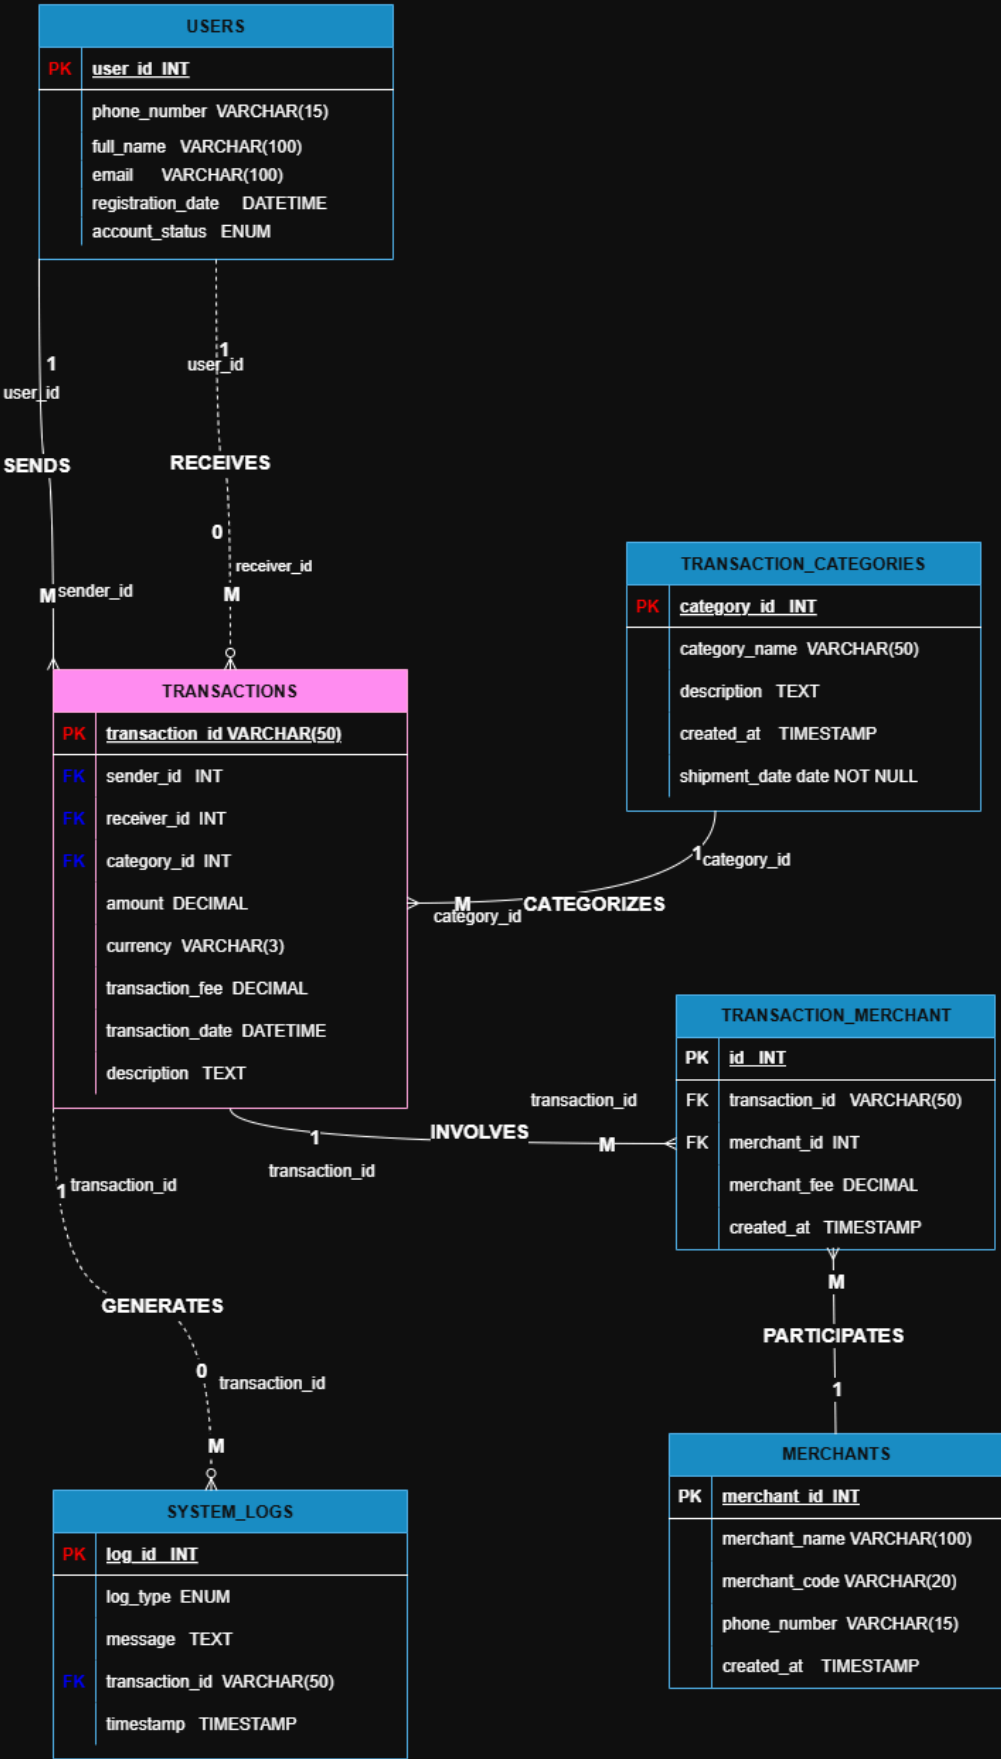 USERS
PK user_id INT
phone_number VARCHAR(15)
full_name VARCHAR(100)
email VARCHAR(100)
registration_date DATETIME
account_status ENUM
1
user_id
1
user_id
SENDS
RECEIVES
0
receiver_id
M sender_id
M
TRANSACTION_CATEGORIES
PK category_id INT
category_name VARCHAR(50)
description TEXT
created_at TIMESTAMP
shipment_date date NOT NULL
TRANSACTIONS
PK transaction_id VARCHAR(50)
FK sender_id INT
FK receiver_id INT
FK category_id INT
amount DECIMAL
currency VARCHAR(3)
transaction_fee DECIMAL
transaction_date DATETIME
description TEXT
1 category_id
M CATEGORIZES
category_id
TRANSACTION_MERCHANT
PK id INT
FK transaction_id VARCHAR(50)
FK merchant_id INT
merchant_fee DECIMAL
created_at TIMESTAMP
transaction_id
INVOLVES
1
M
transaction_id
1 transaction_id
GENERATES
0 transaction_id
M
M
PARTICIPATES
1
MERCHANTS
PK merchant_id INT
merchant_name VARCHAR(100)
merchant_code VARCHAR(20)
phone_number VARCHAR(15)
created_at TIMESTAMP
SYSTEM_LOGS
PK log_id INT
log_type ENUM
message TEXT
FK transaction_id VARCHAR(50)
timestamp TIMESTAMP